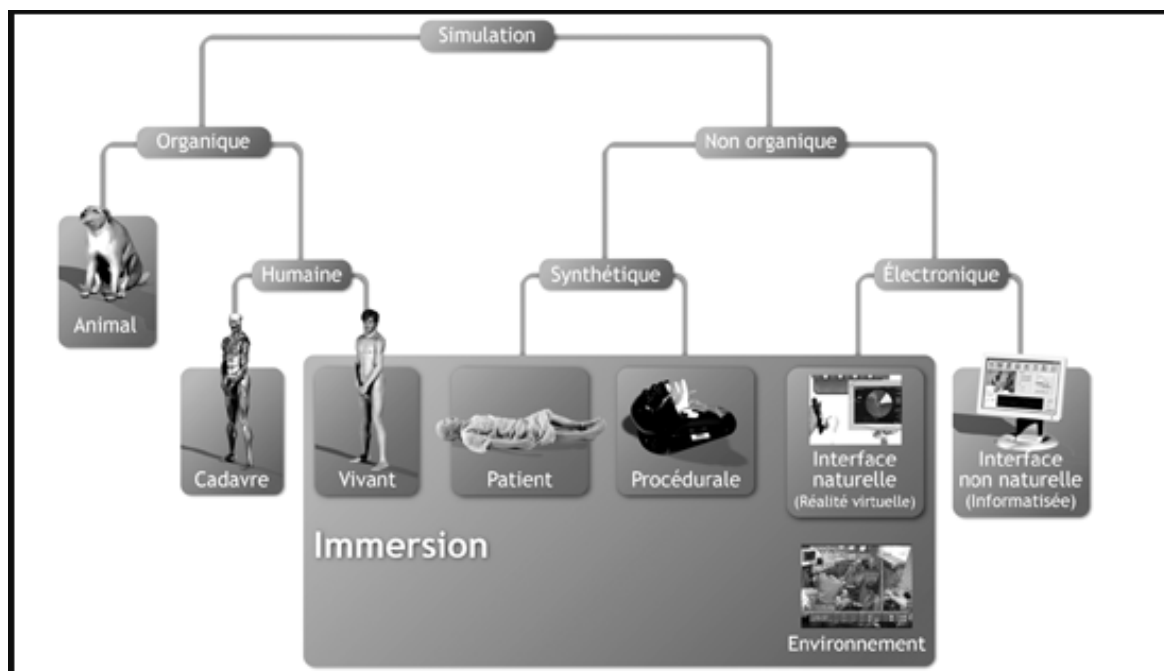 Simulation
Organique
Non organique
Humaine
Synthétique
Électronique
Animal
Cadavre
Vivant
Patient
Procédurale
Interface
naturelle
(Réalité virtuelle)
Interface
non naturelle
(Informatisée)
Immersion
Environnement